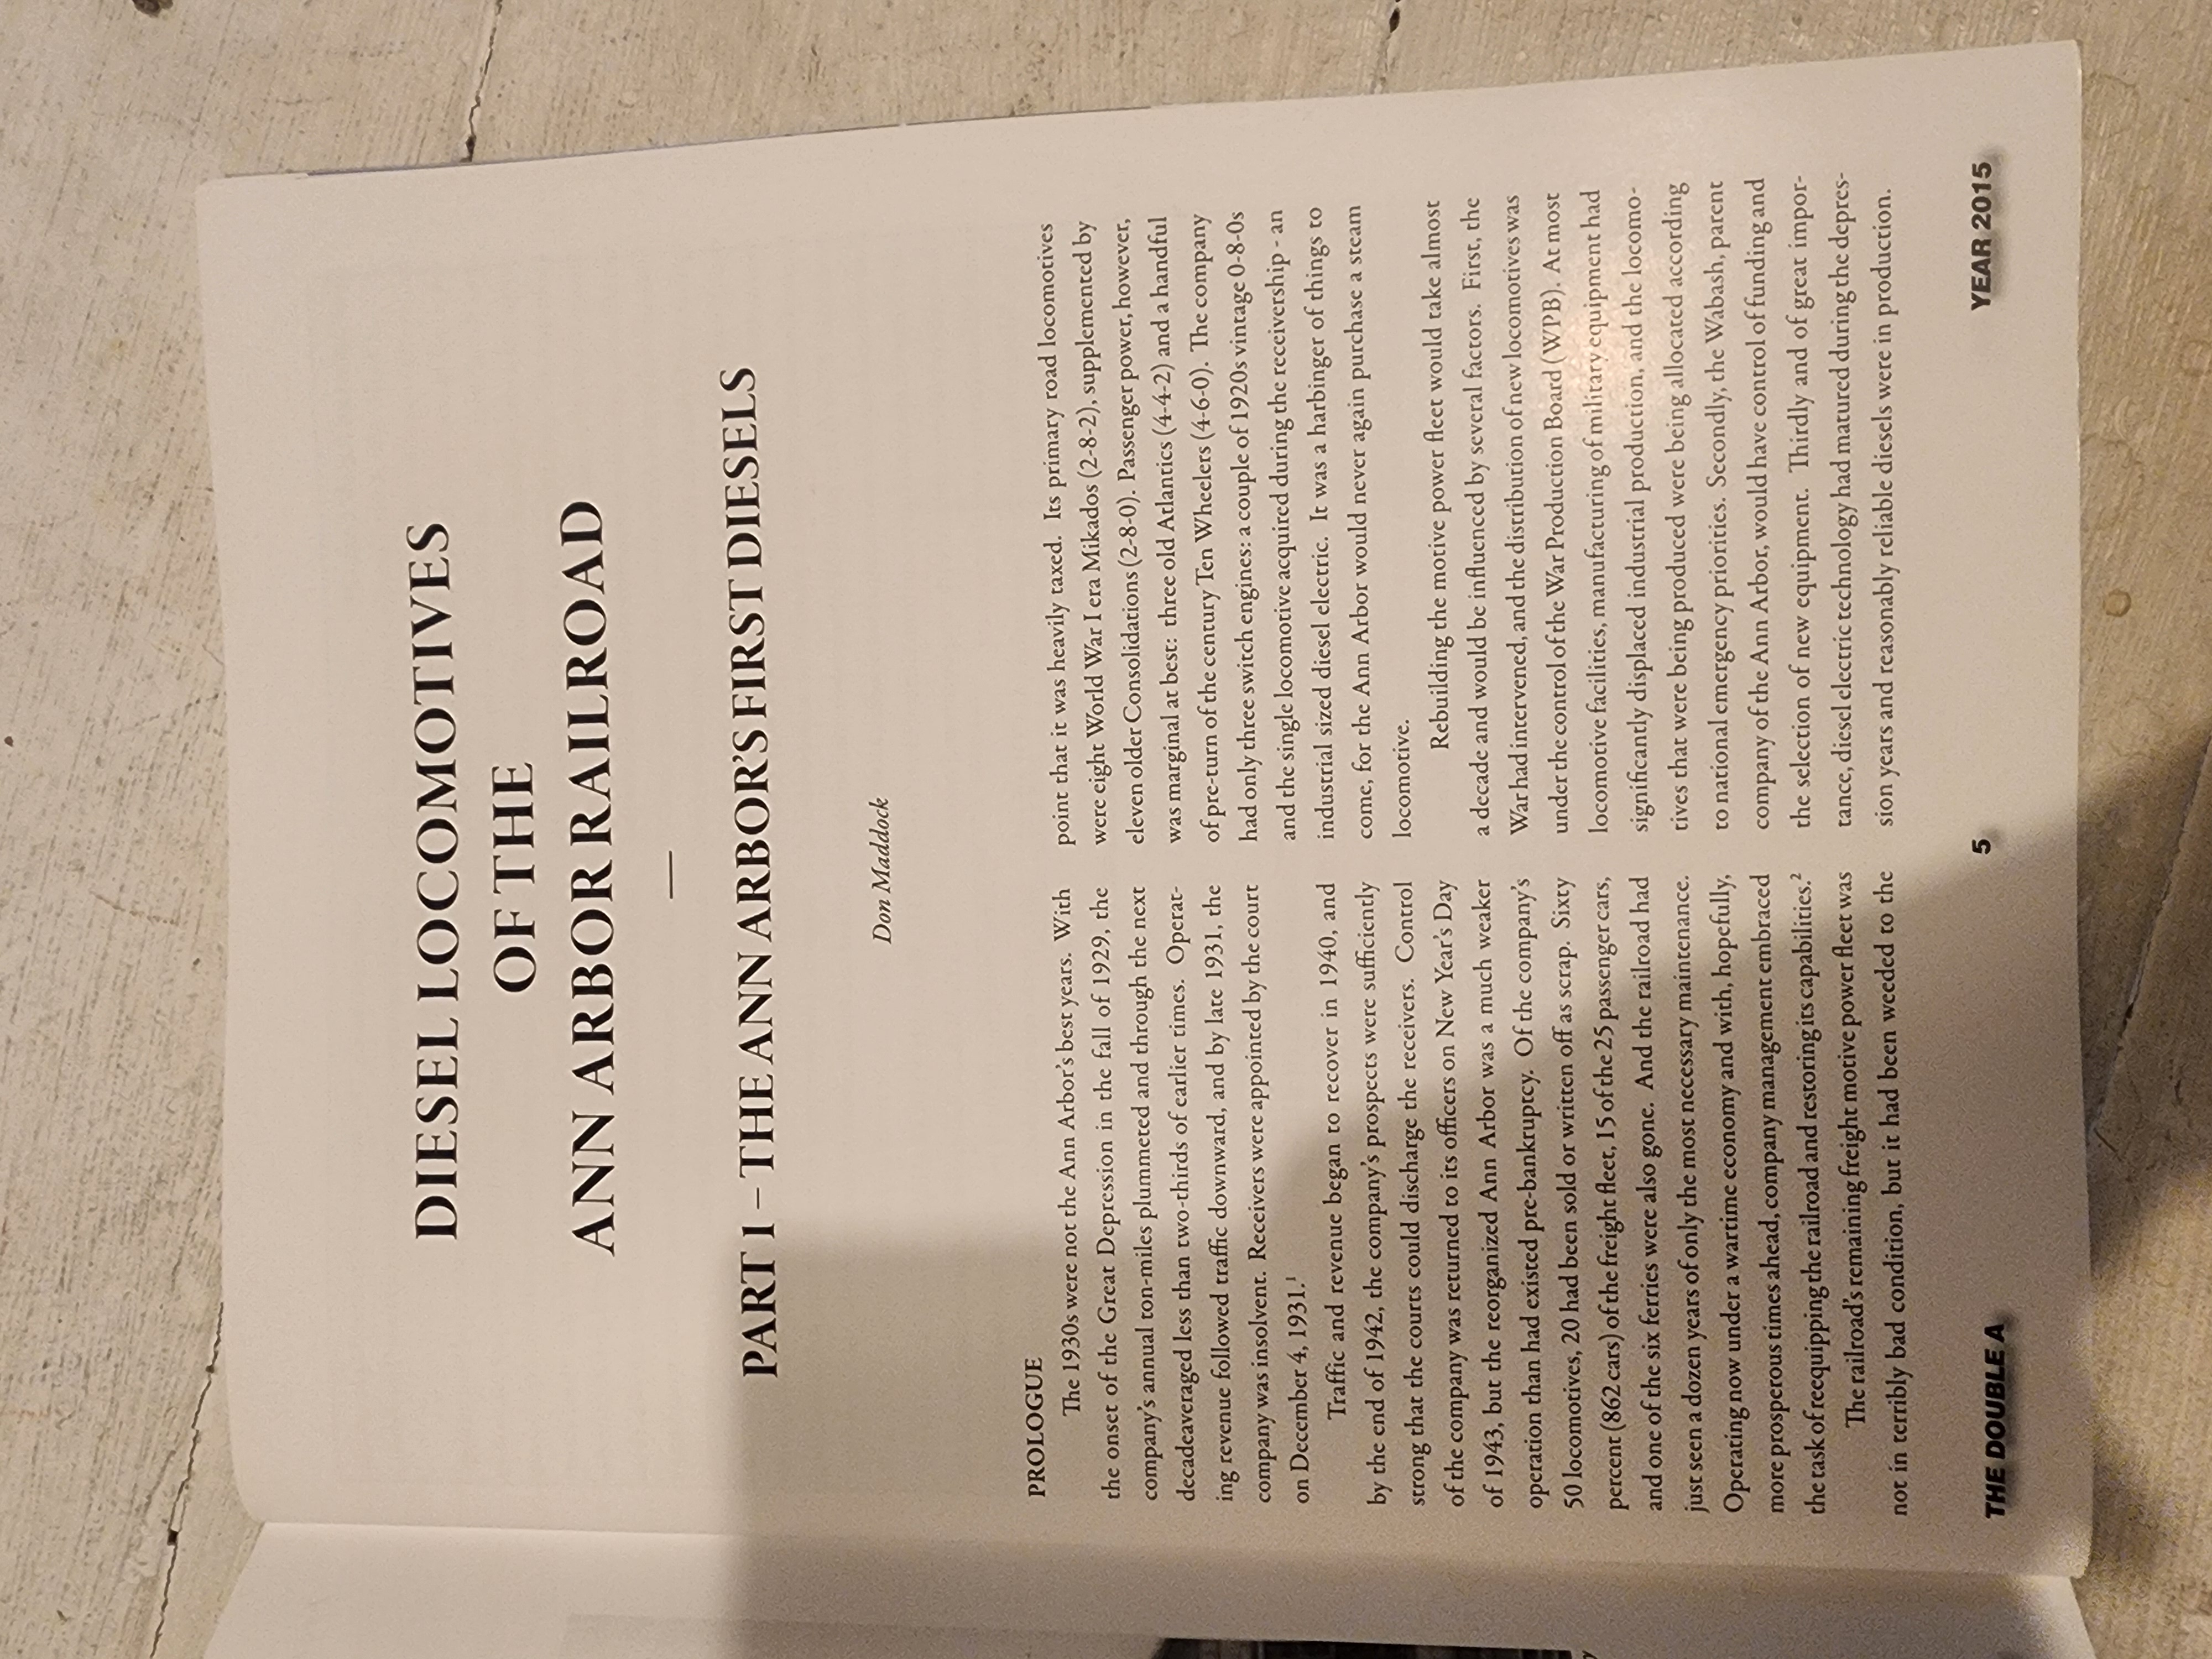 DIESEL LOCOMOTIVES
OF THE
ANN ARBOR RAILROAD
—
PART I – THE ANN ARBOR'S FIRST DIESELS
Don Maddock
PROLOGUE
The 1930s were not the Ann Arbor's best years. With
the onset of the Great Depression in the fall of 1929, the
company's annual ton-miles plummeted and through the next
decadeaveraged less than two-thirds of earlier times. Operat-
ing revenue followed traffic downward, and by late 1931, the
company was insolvent. Receivers were appointed by the court
on December 4, 1931.¹
Traffic and revenue began to recover in 1940, and
by the end of 1942, the company's prospects were sufficiently
strong that the courts could discharge the receivers. Control
of the company was returned to its officers on New Year's Day
of 1943, but the reorganized Ann Arbor was a much weaker
operation than had existed pre-bankruptcy. Of the company's
50 locomotives, 20 had been sold or written off as scrap. Sixty
percent (862 cars) of the freight fleet, 15 of the 25 passenger cars,
and one of the six ferries were also gone. And the railroad had
just seen a dozen years of only the most necessary maintenance.
Operating now under a wartime economy and with, hopefully,
more prosperous times ahead, company management embraced
the task of reequipping the railroad and restoring its capabilities.²
The railroad's remaining freight motive power fleet was
not in terribly bad condition, but it had been weeded to the
point that it was heavily taxed. Its primary road locomotives
were eight World War I era Mikados (2-8-2), supplemented by
eleven older Consolidations (2-8-0). Passenger power, however,
was marginal at best: three old Atlantics (4-4-2) and a handful
of pre-turn of the century Ten Wheelers (4-6-0). The company
had only three switch engines: a couple of 1920s vintage 0-8-0s
and the single locomotive acquired during the receivership - an
industrial sized diesel electric. It was a harbinger of things to
come, for the Ann Arbor would never again purchase a steam
locomotive.
Rebuilding the motive power fleet would take almost
a decade and would be influenced by several factors. First, the
War had intervened, and the distribution of new locomotives was
under the control of the War Production Board (WPB). At most
locomotive facilities, manufacturing of military equipment had
significantly displaced industrial production, and the locomo-
tives that were being produced were being allocated according
to national emergency priorities. Secondly, the Wabash, parent
company of the Ann Arbor, would have control of funding and
the selection of new equipment. Thirdly and of great impor-
tance, diesel electric technology had matured during the depres-
sion years and reasonably reliable diesels were in production.
THE DOUBLE A
5
YEAR 2015